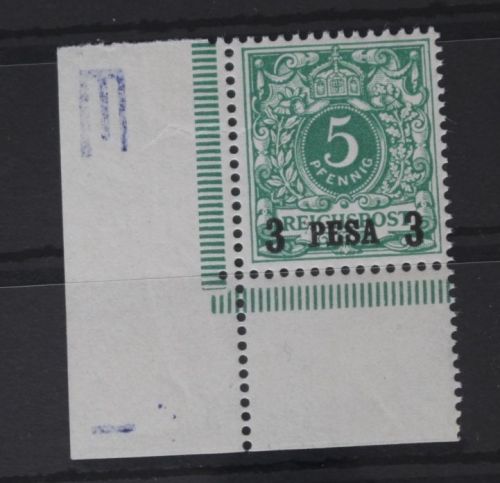 5
PFENNIG
REICHSPOST
3 PESA 3